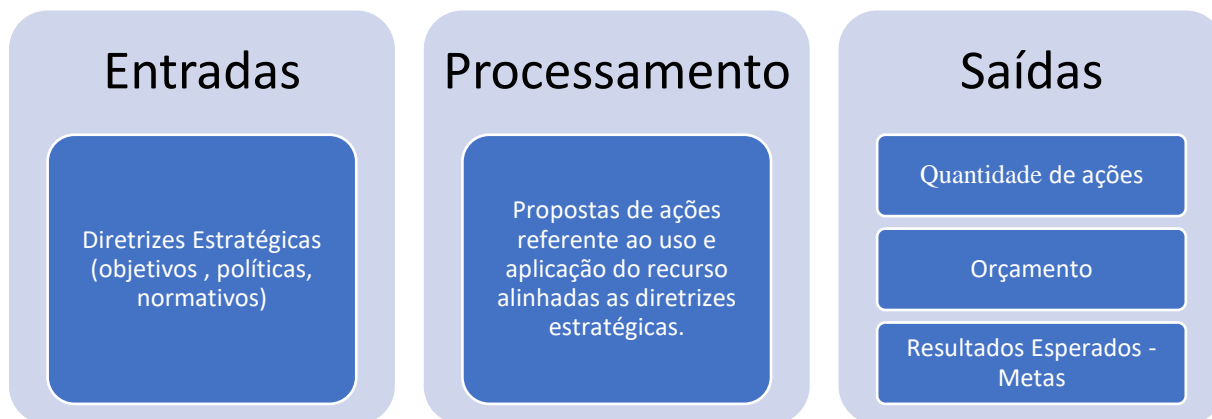 Entradas
Diretrizes Estratégicas
(objetivos , políticas,
normativos)
Processamento
Propostas de ações
referente ao uso e
aplicação do recurso
alinhadas as diretrizes
estratégicas.
Saídas
Quantidade de ações
Orçamento
Resultados Esperados -
Metas